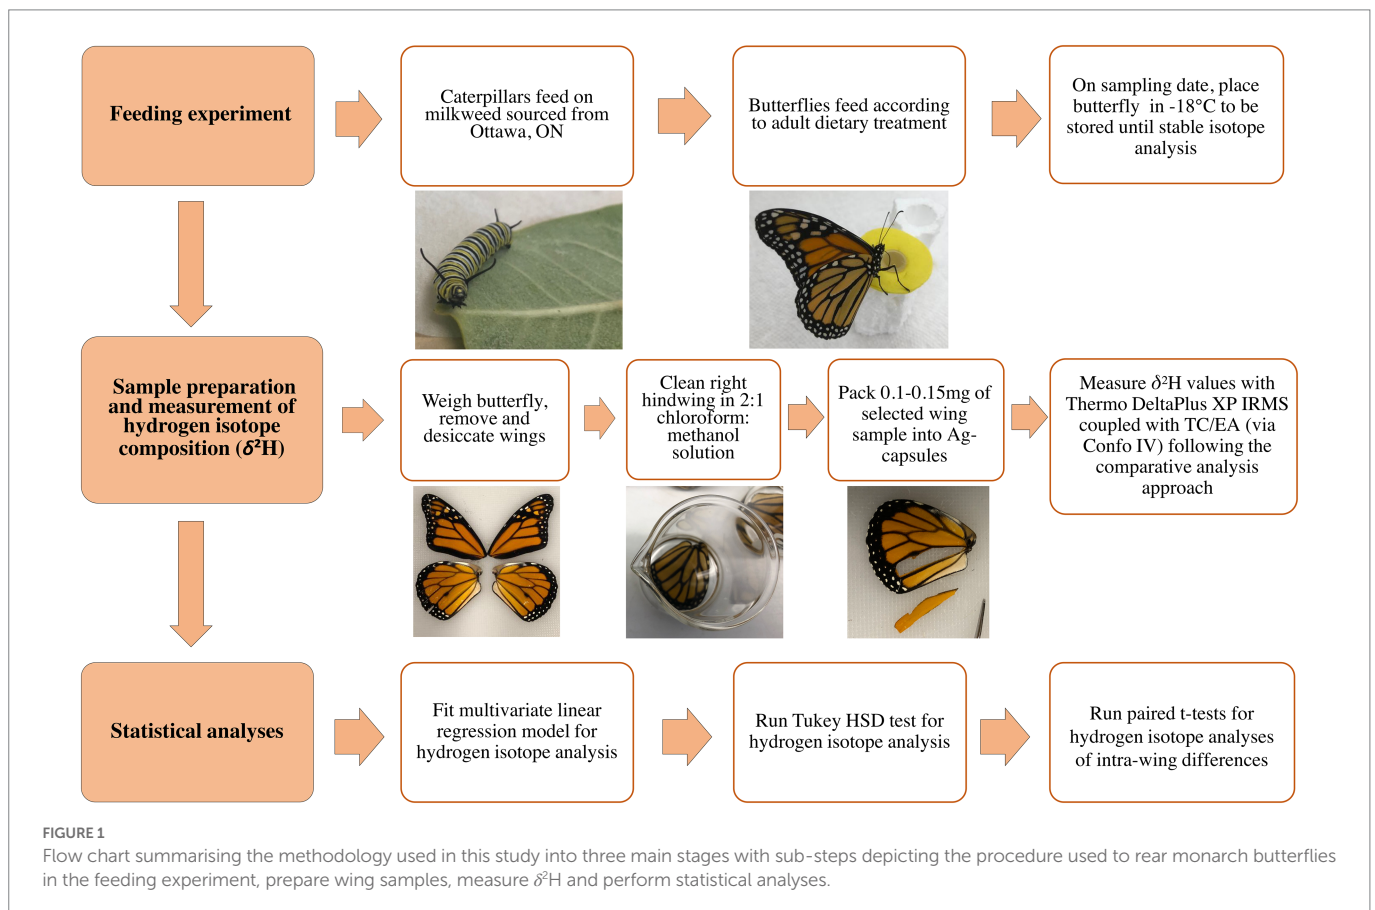 Feeding experiment
Caterpillars feed on
milkweed sourced from
Ottawa, ON
Butterflies feed according
to adult dietary treatment
On sampling date, place
butterfly in -18°C to be
stored until stable isotope
analysis
Sample preparation
and measurement of
hydrogen isotope
composition (δ²H)
Weigh butterfly,
remove and
desiccate wings
Clean right
hindwing in 2:1
chloroform:
methanol
solution
Pack 0.1-0.15mg of
selected wing
sample into Ag-
capsules
Measure δ²H values with
Thermo DeltaPlus XP IRMS
coupled with TC/EA (via
Confo IV) following the
comparative analysis
approach
Statistical analyses
Fit multivariate linear
regression model for
hydrogen isotope analysis
Run Tukey HSD test for
hydrogen isotope analysis
Run paired t-tests for
hydrogen isotope analyses
of intra-wing differences
FIGURE 1
Flow chart summarising the methodology used in this study into three main stages with sub-steps depicting the procedure used to rear monarch butterflies
in the feeding experiment, prepare wing samples, measure δ²H and perform statistical analyses.